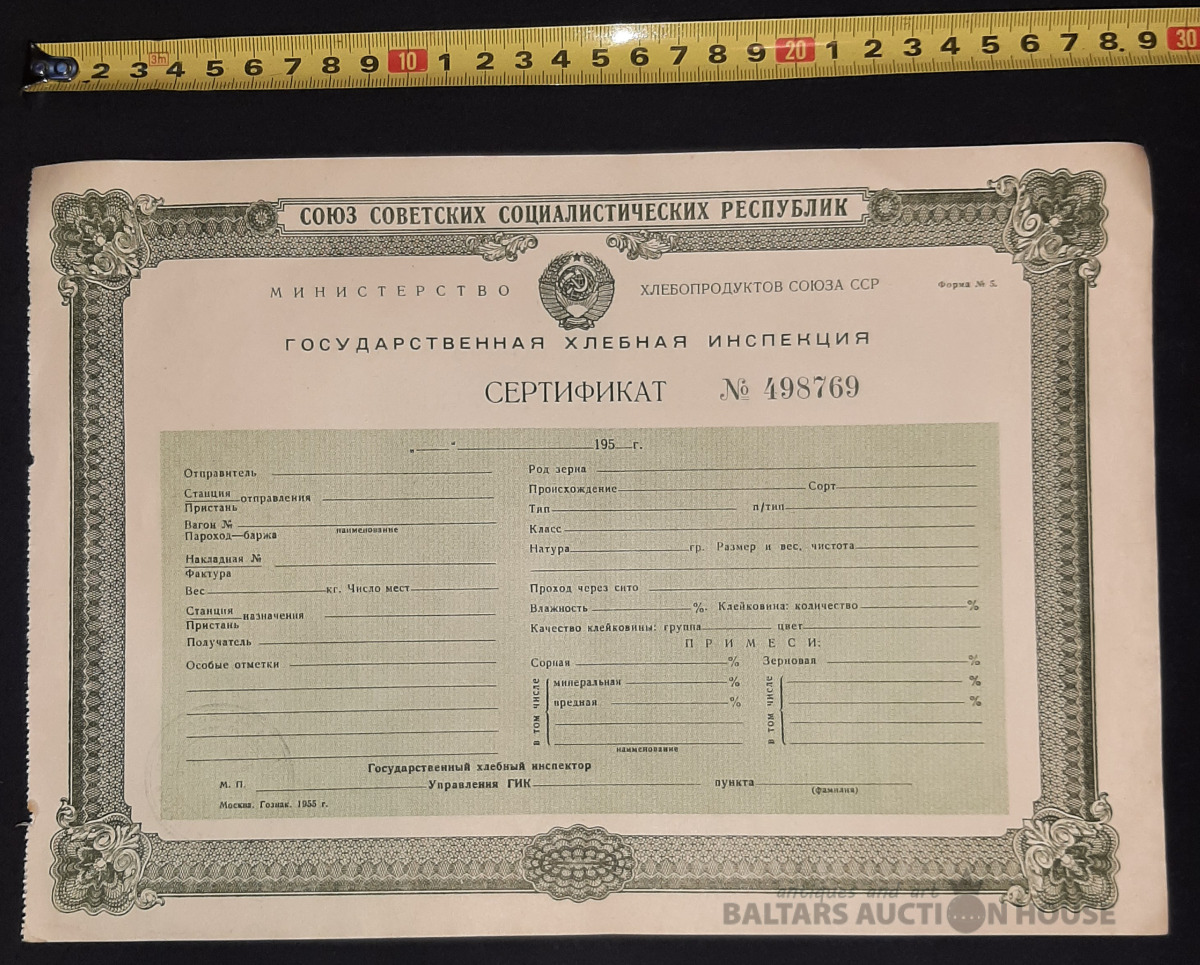 2 3 3m 4 5 6 7 8 9 10 1 2 3 4 5 6 7 8 9 20 1 2 3 4 5 6 7 8 9 30
СОЮЗ СОВЕТСКИХ СОЦИАЛИСТИЧЕСКИХ РЕСПУБЛИК
МИНИСТЕРСТВО ХЛЕБОПРОДУКТОВ СОЮЗА ССР Форма № 5.
ГОСУДАРСТВЕННАЯ ХЛЕБНАЯ ИНСПЕКЦИЯ
СЕРТИФИКАТ № 498769
„ “ 195 г.
Отправитель
Станция
Пристань отправления
Вагон №
Пароход—баржа
наименование
Накладная №
Фактура
Вес кг. Число мест
Станция
Пристань назначения
Получатель
Особые отметки
Род зерна
Происхождение Сорт
Тип п/тип
Класс
Натура гр. Размер и вес, чистота
Проход через сито
Влажность %. Клейковина: количество %
Качество клейковины: группа цвет
ПРИМЕСИ:
Сорная % Зерновая %
в том числе
минеральная %
вредная %
наименование
в том числе
%
%
Государственный хлебный инспектор
М. П. Управления ГИК пункта
(фамилия)
Москва. Гознак. 1955 г.
antiques and art
BALTARS AUCTION HOUSE